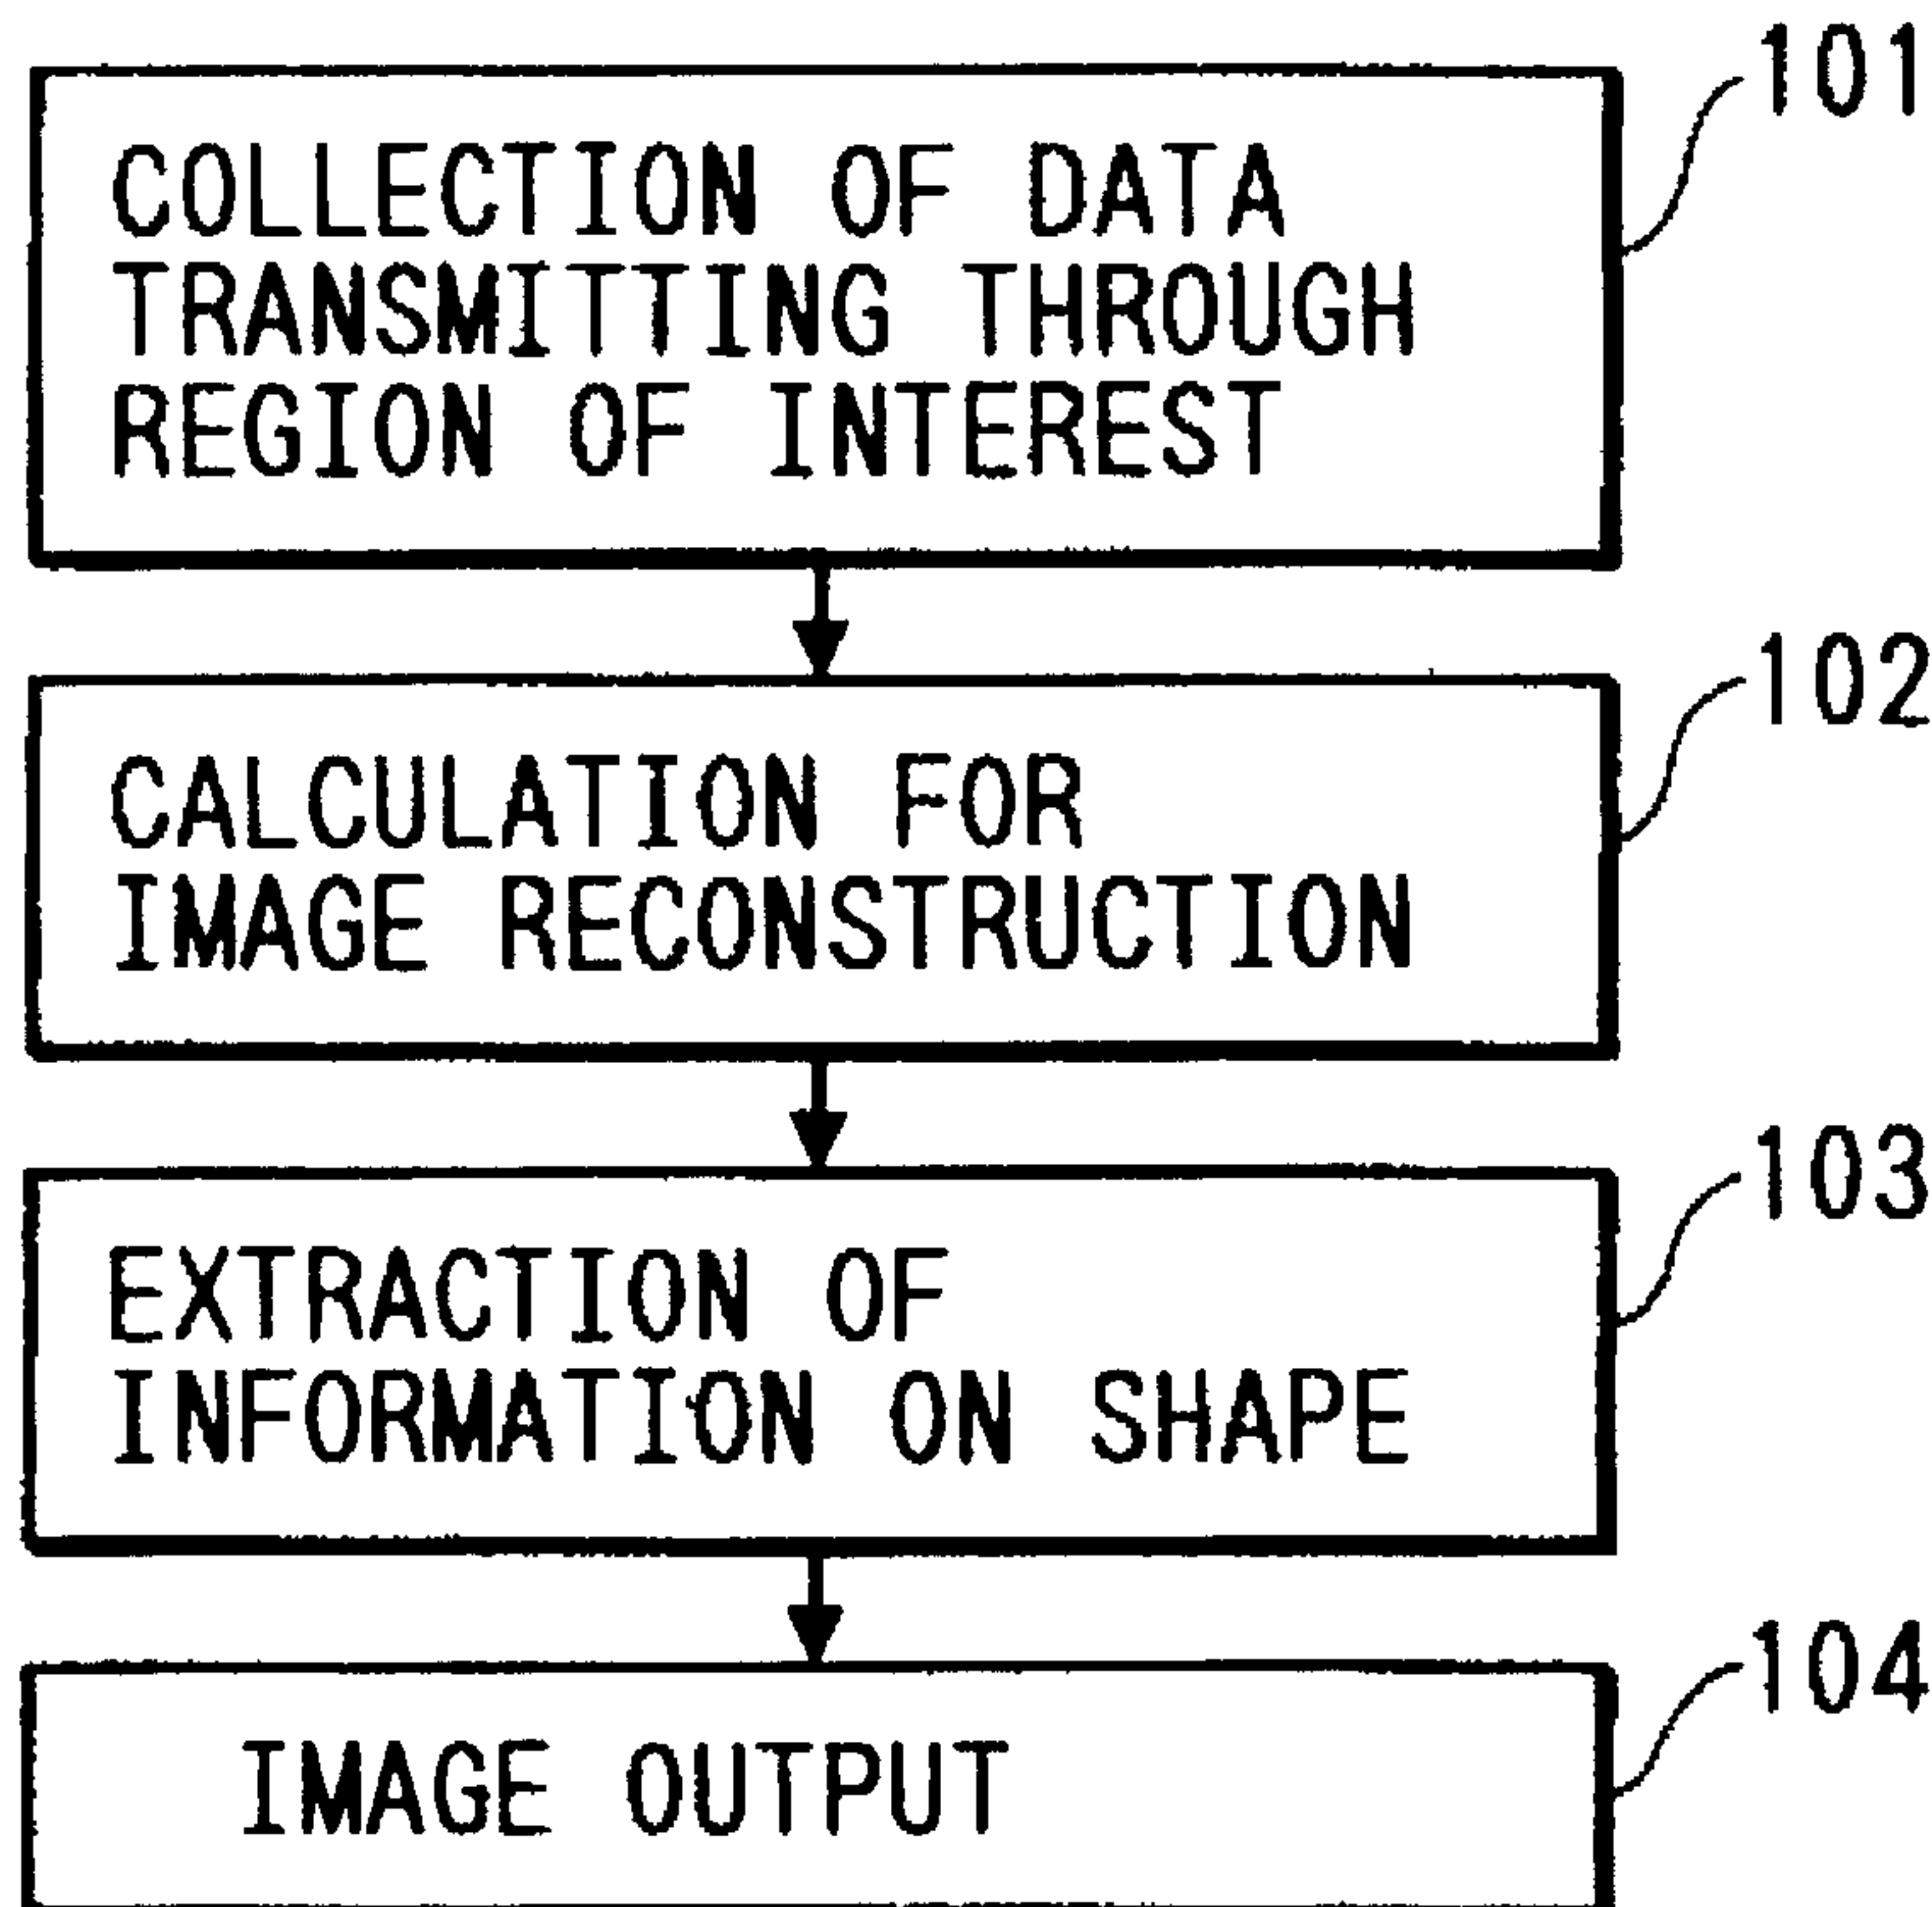 101
COLLECTION OF DATA
TRANSMITTING THROUGH
REGION OF INTEREST
102
CALCULATION FOR
IMAGE RECONSTRUCTION
103
EXTRACTION OF
INFORMATION ON SHAPE
104
IMAGE OUTPUT